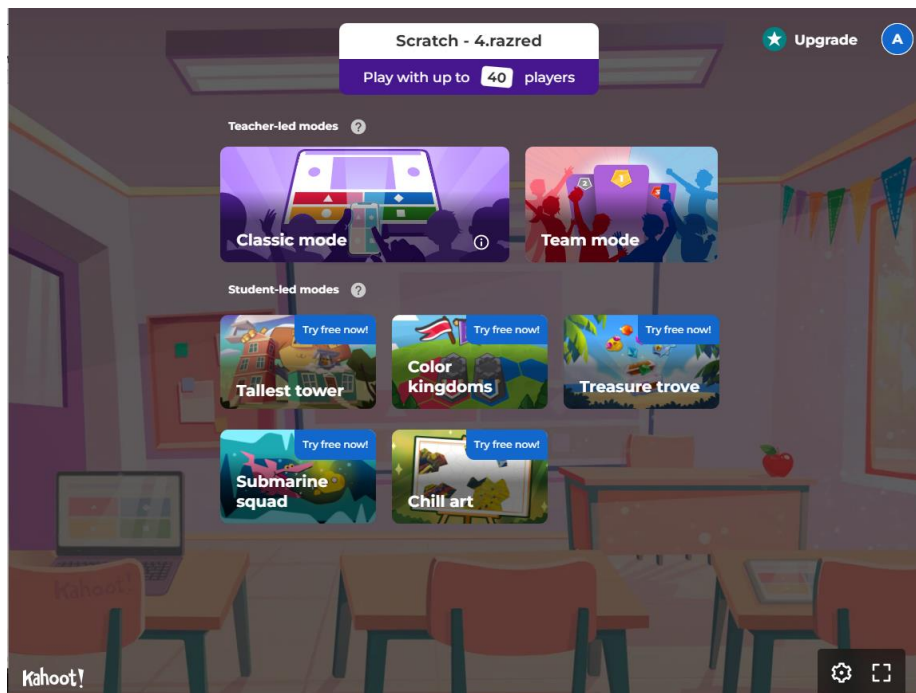 Scratch - 4.razred
Play with up to 40 players
Upgrade
A
Teacher-led modes ?
Classic mode
Team mode
Student-led modes ?
Try free now!
Tallest tower
Try free now!
Color
kingdoms
Try free now!
Treasure trove
Try free now!
Submarine
squad
Try free now!
Chill art
Kahoot!
Kahoot!